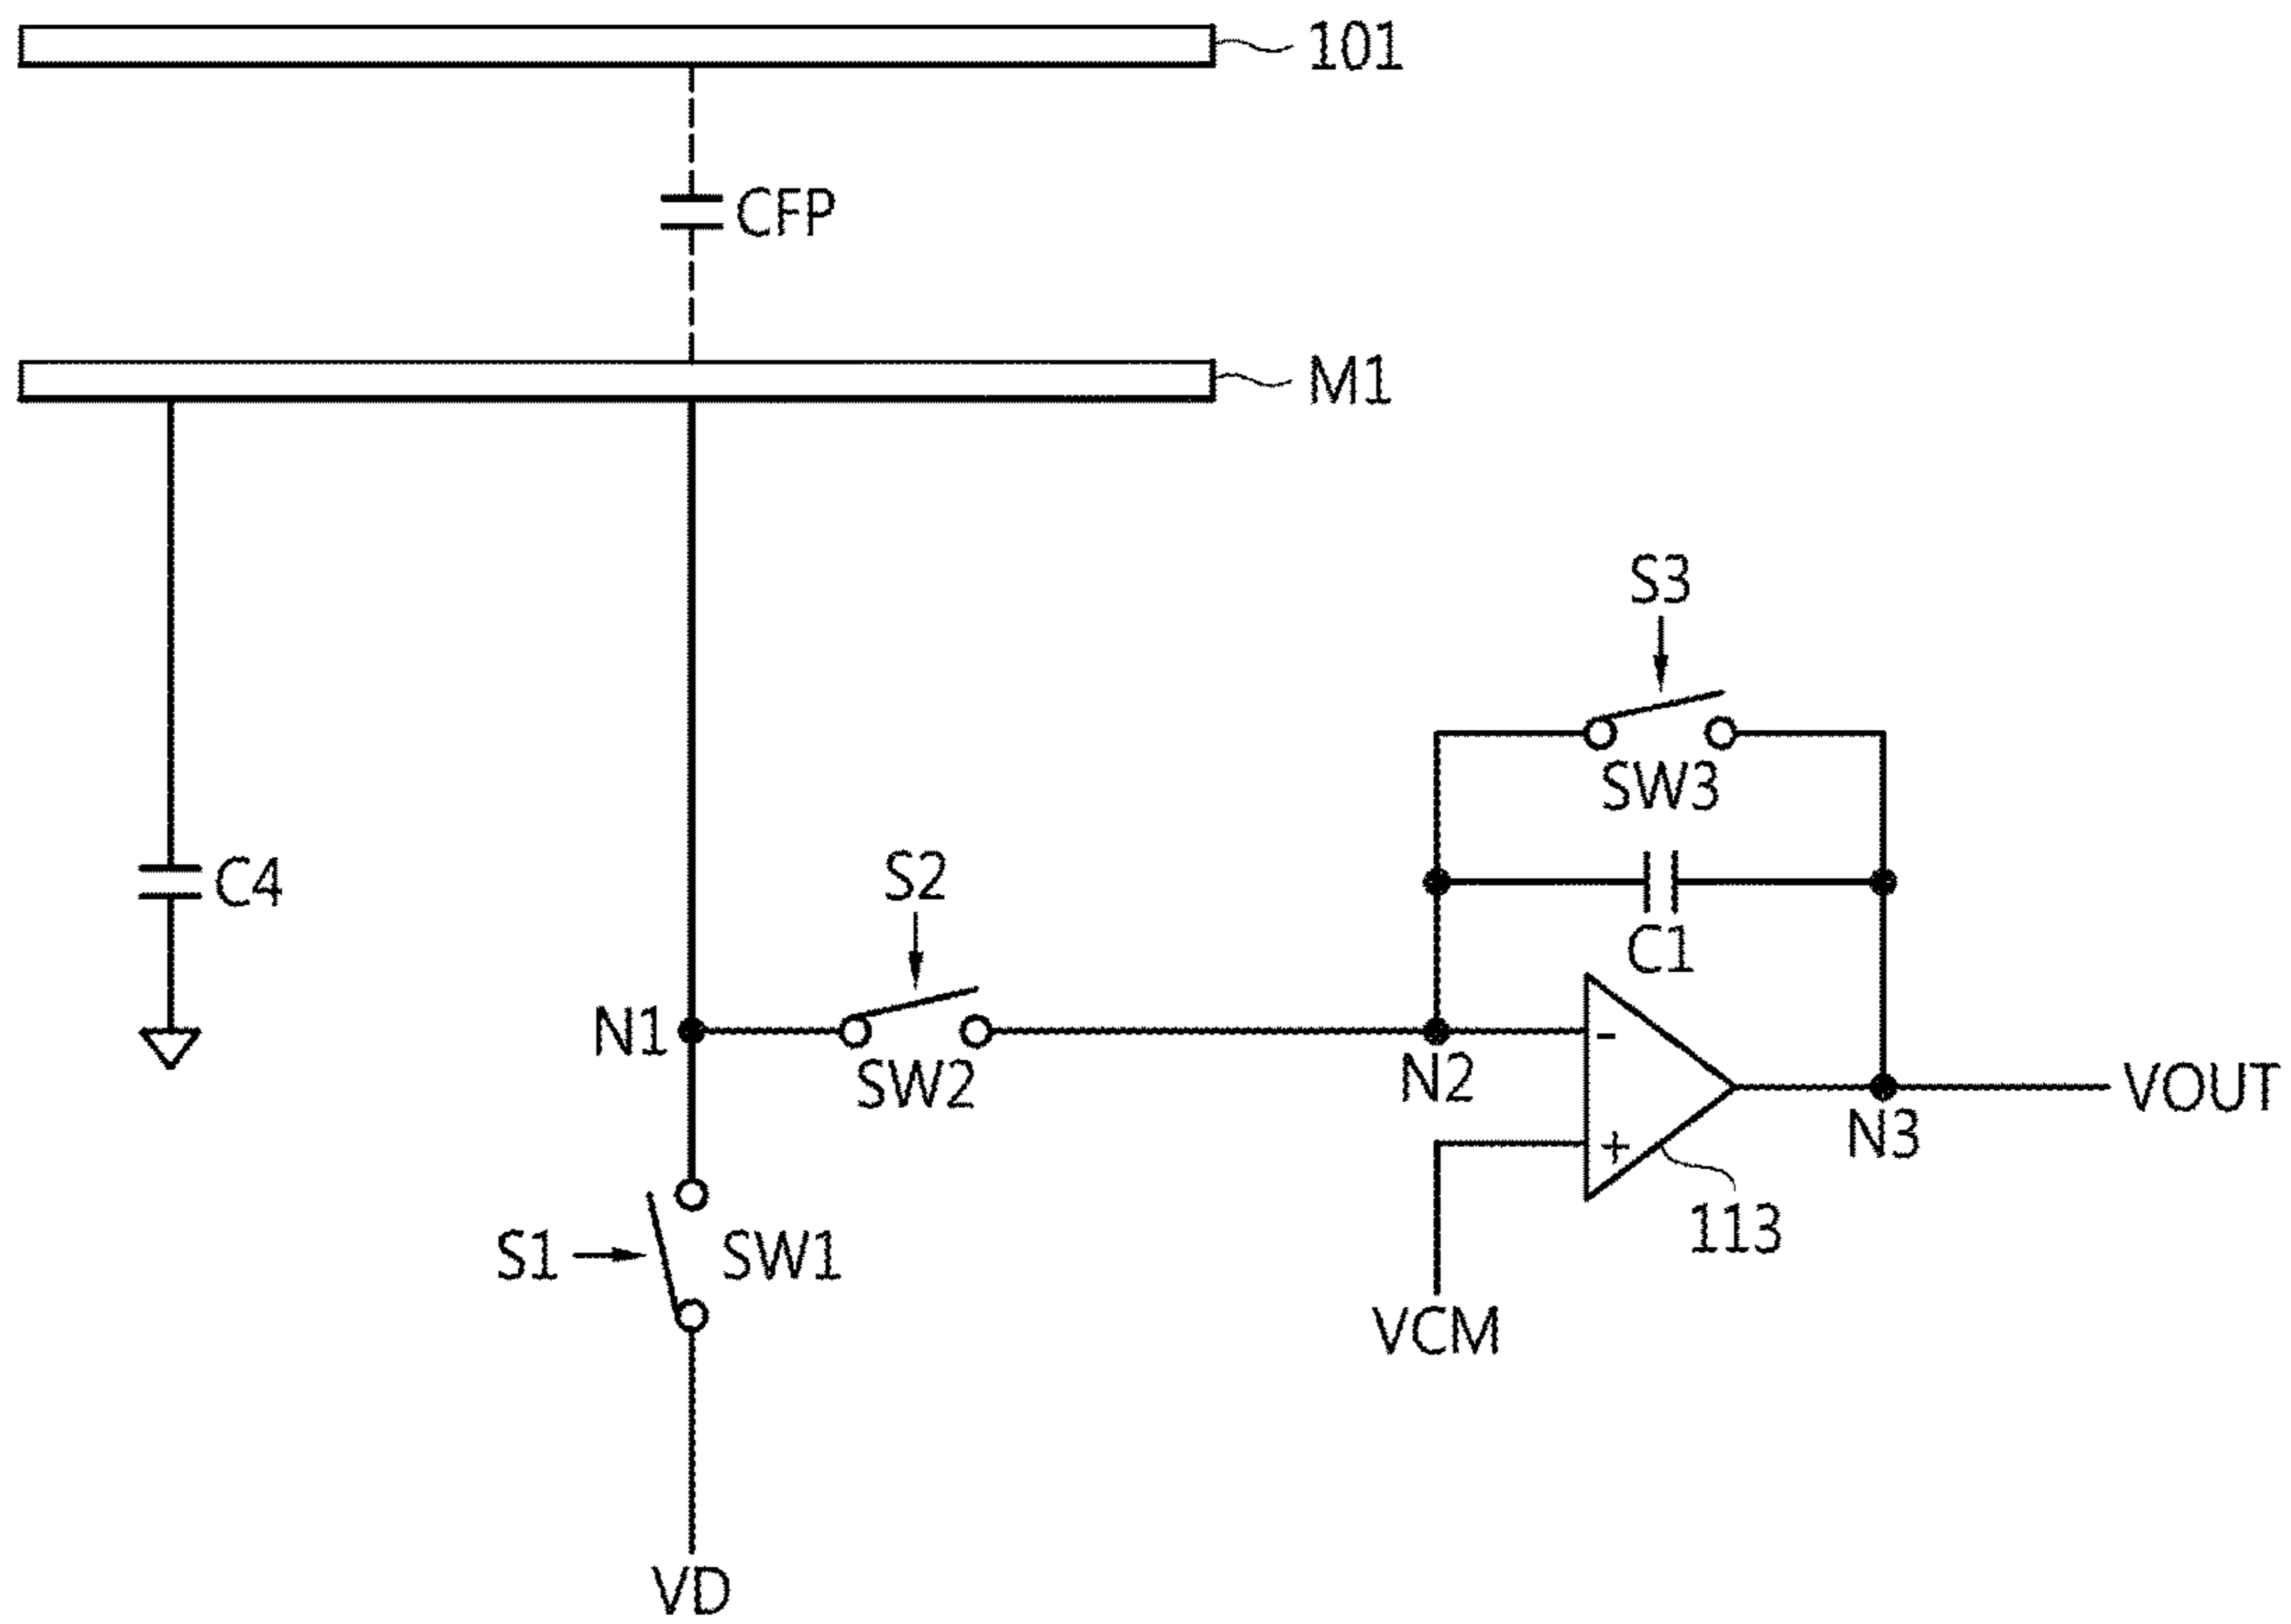 101
CFP
M1
S3
SW3
C4
S2
C1
N1
SW2
-
N2
VOUT
N3
+
S1
SW1
113
VCM
VD